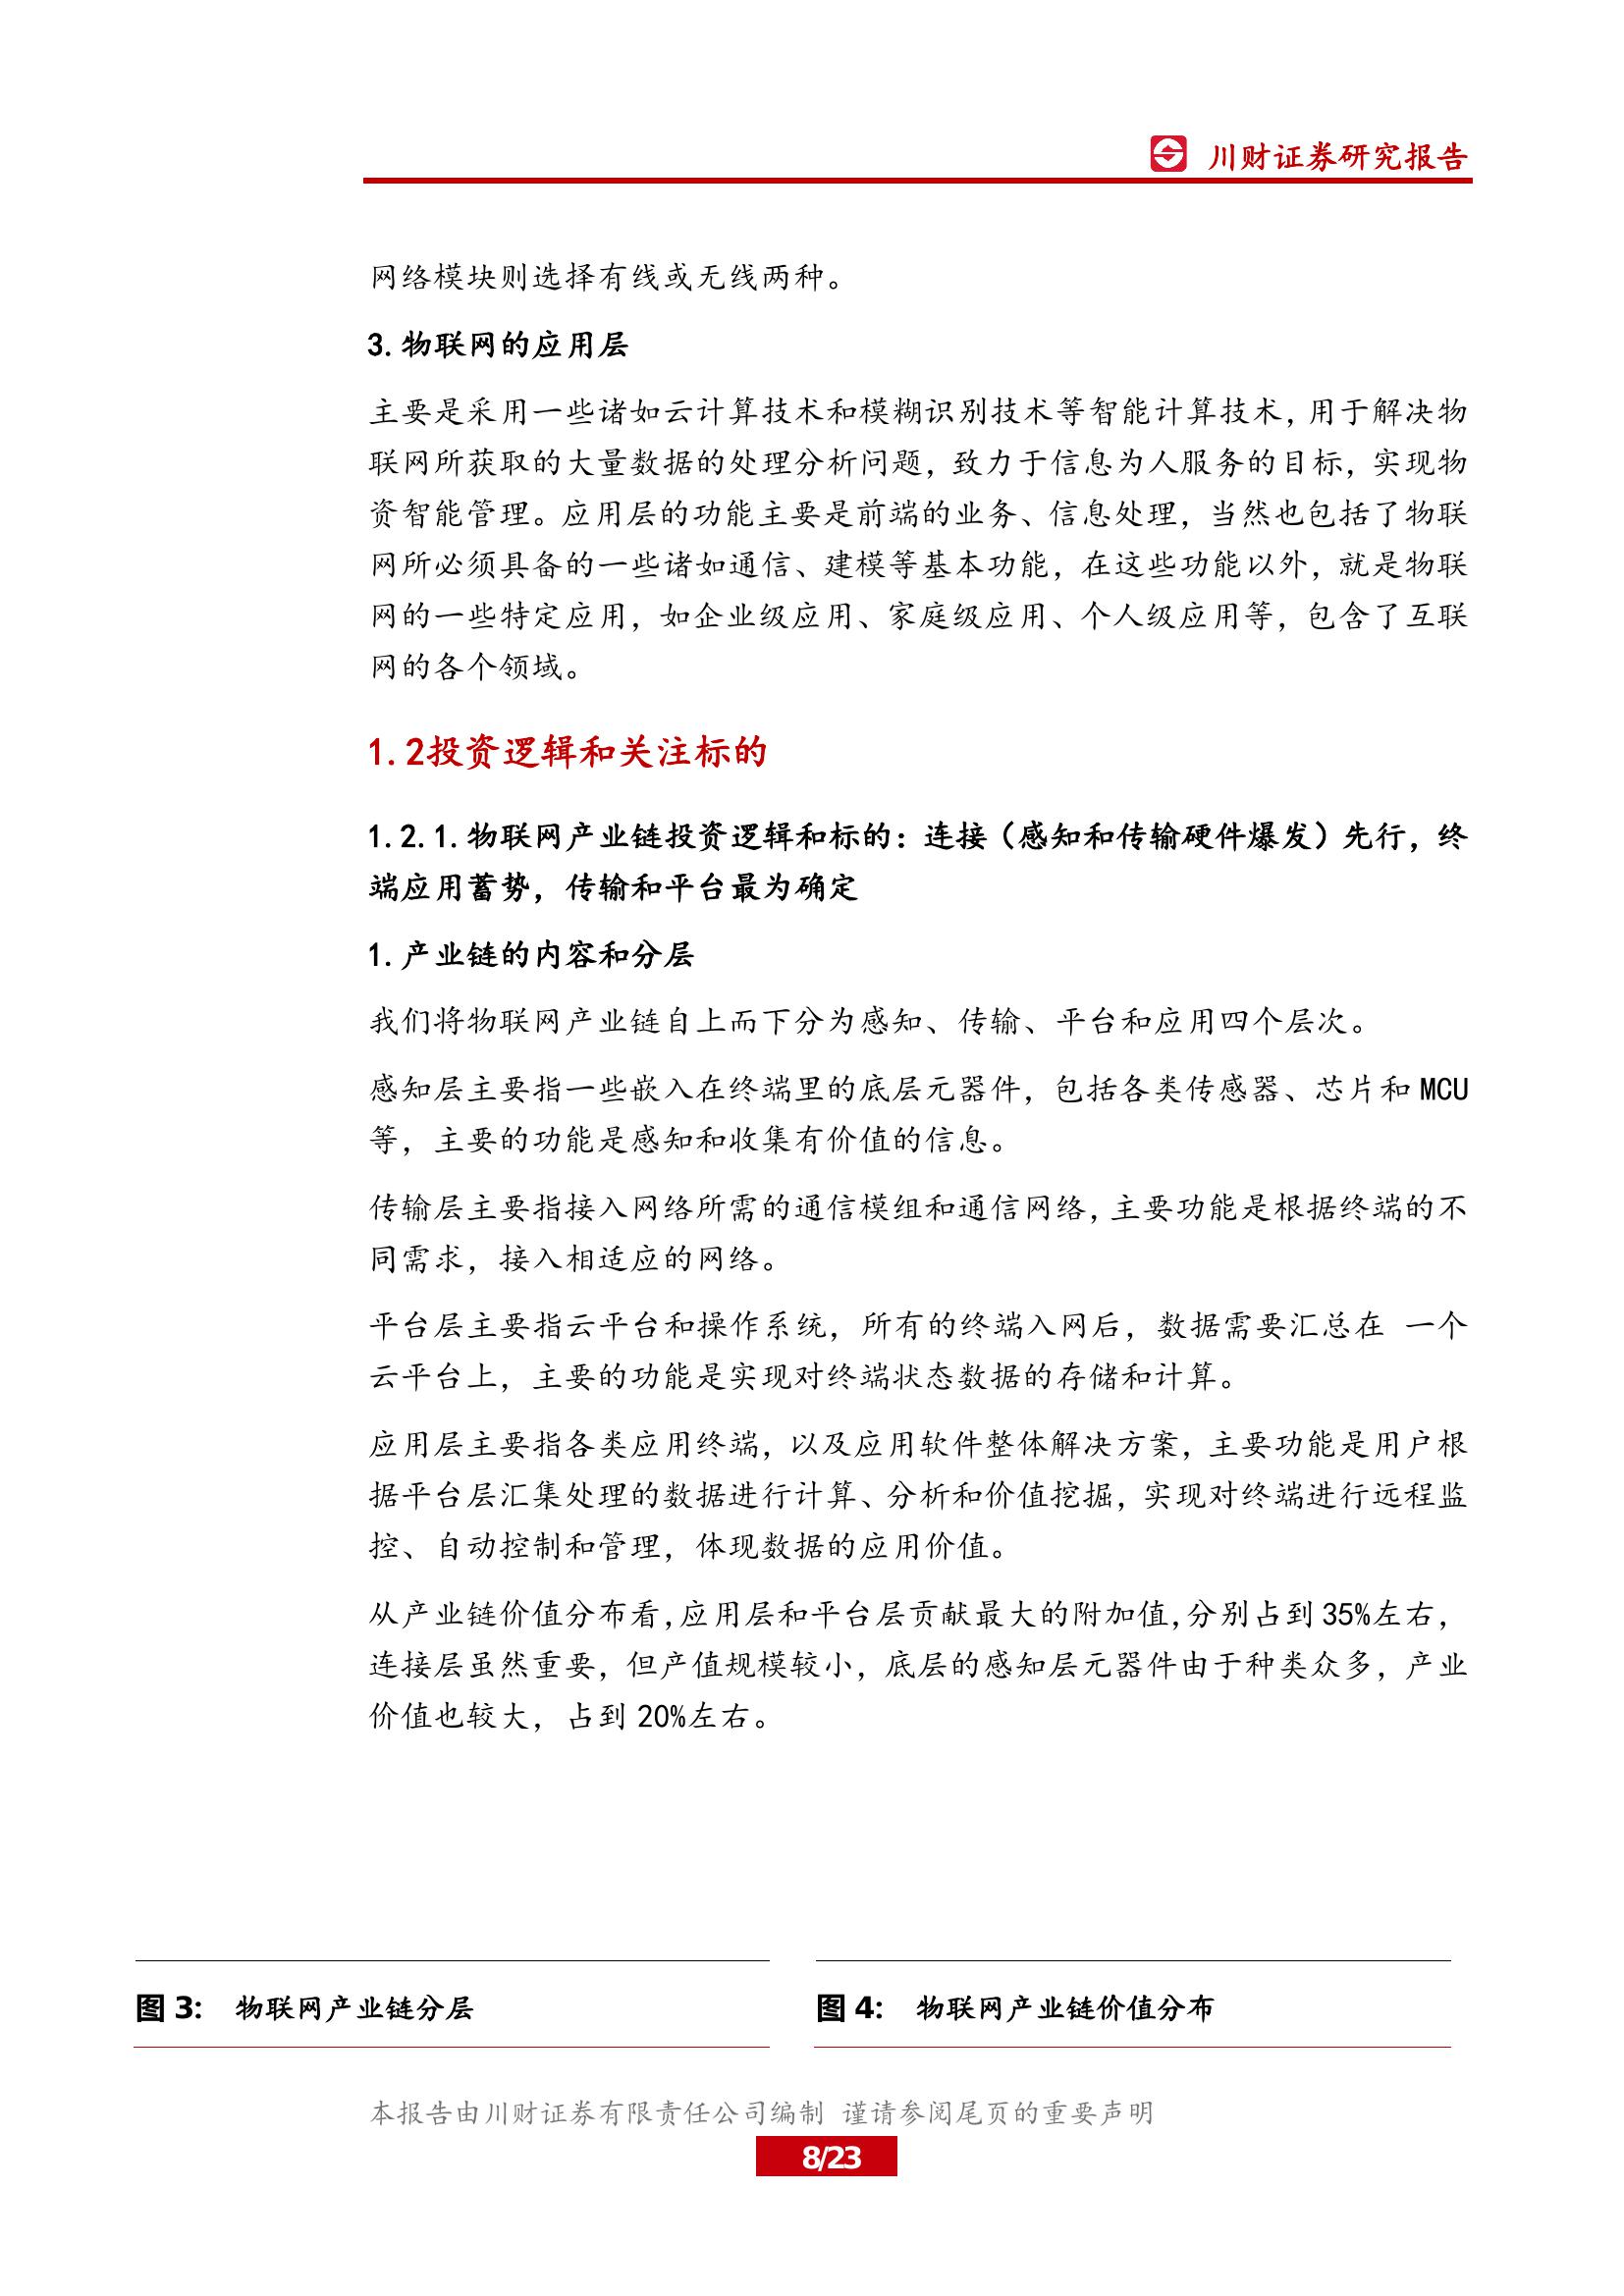 川财证券研究报告
网络模块则选择有线或无线两种。
3.物联网的应用层
主要是采用一些诸如云计算技术和模糊识别技术等智能计算技术，用于解决物
联网所获取的大量数据的处理分析问题，致力于信息为人服务的目标，实现物
资智能管理。应用层的功能主要是前端的业务、信息处理，当然也包括了物联
网所必须具备的一些诸如通信、建模等基本功能，在这些功能以外，就是物联
网的一些特定应用，如企业级应用、家庭级应用、个人级应用等，包含了互联
网的各个领域。
1.2投资逻辑和关注标的
1.2.1.物联网产业链投资逻辑和标的：连接（感知和传输硬件爆发）先行，终
端应用蓄势，传输和平台最为确定
1.产业链的内容和分层
我们将物联网产业链自上而下分为感知、传输、平台和应用四个层次。
感知层主要指一些嵌入在终端里的底层元器件，包括各类传感器、芯片和 MCU
等，主要的功能是感知和收集有价值的信息。
传输层主要指接入网络所需的通信模组和通信网络，主要功能是根据终端的不
同需求，接入相适应的网络。
平台层主要指云平台和操作系统，所有的终端入网后，数据需要汇总在 一个
云平台上，主要的功能是实现对终端状态数据的存储和计算。
应用层主要指各类应用终端，以及应用软件整体解决方案，主要功能是用户根
据平台层汇集处理的数据进行计算、分析和价值挖掘，实现对终端进行远程监
控、自动控制和管理，体现数据的应用价值。
从产业链价值分布看，应用层和平台层贡献最大的附加值，分别占到 35%左右，
连接层虽然重要，但产值规模较小，底层的感知层元器件由于种类众多，产业
价值也较大，占到 20%左右。
图 3: 物联网产业链分层
图 4: 物联网产业链价值分布
本报告由川财证券有限责任公司编制 谨请参阅尾页的重要声明
8/23